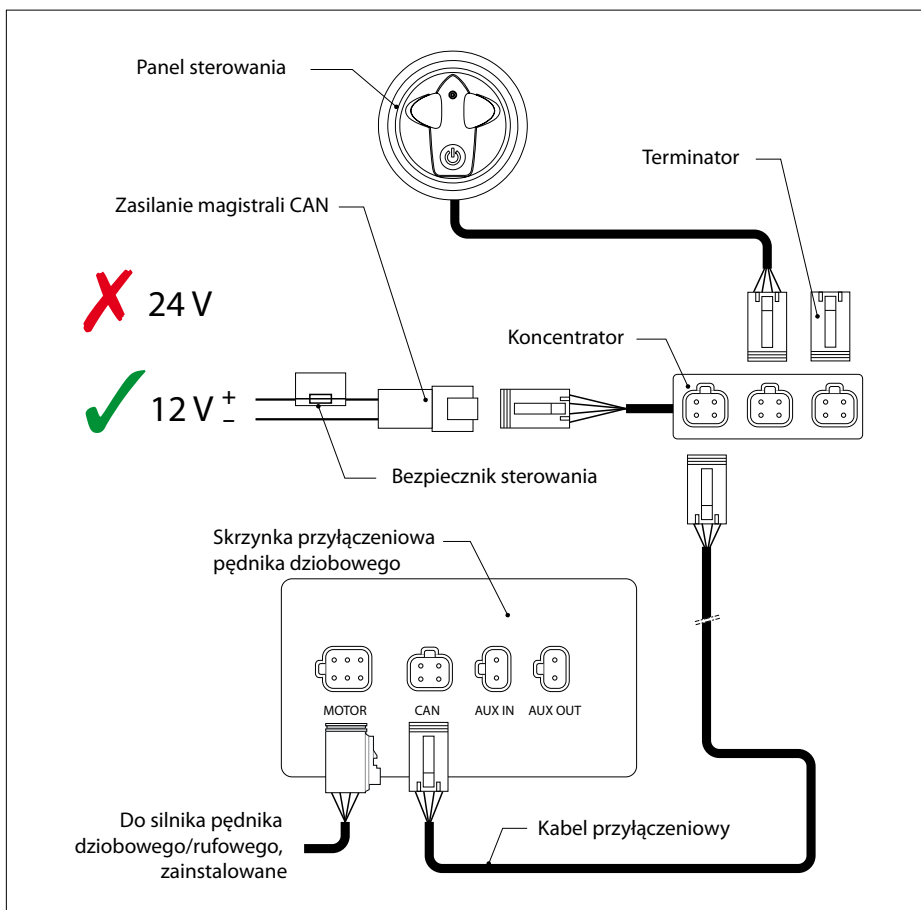 Panel sterowania
Terminator
Zasilanie magistrali CAN
24 V
Koncentrator
12 V + –
Bezpiecznik sterowania
Skrzynka przyłączeniowa
pędnika dziobowego
MOTOR
CAN
AUX IN
AUX OUT
Do silnika pędnika
dziobowego/rufowego,
zainstalowane
Kabel przyłączeniowy